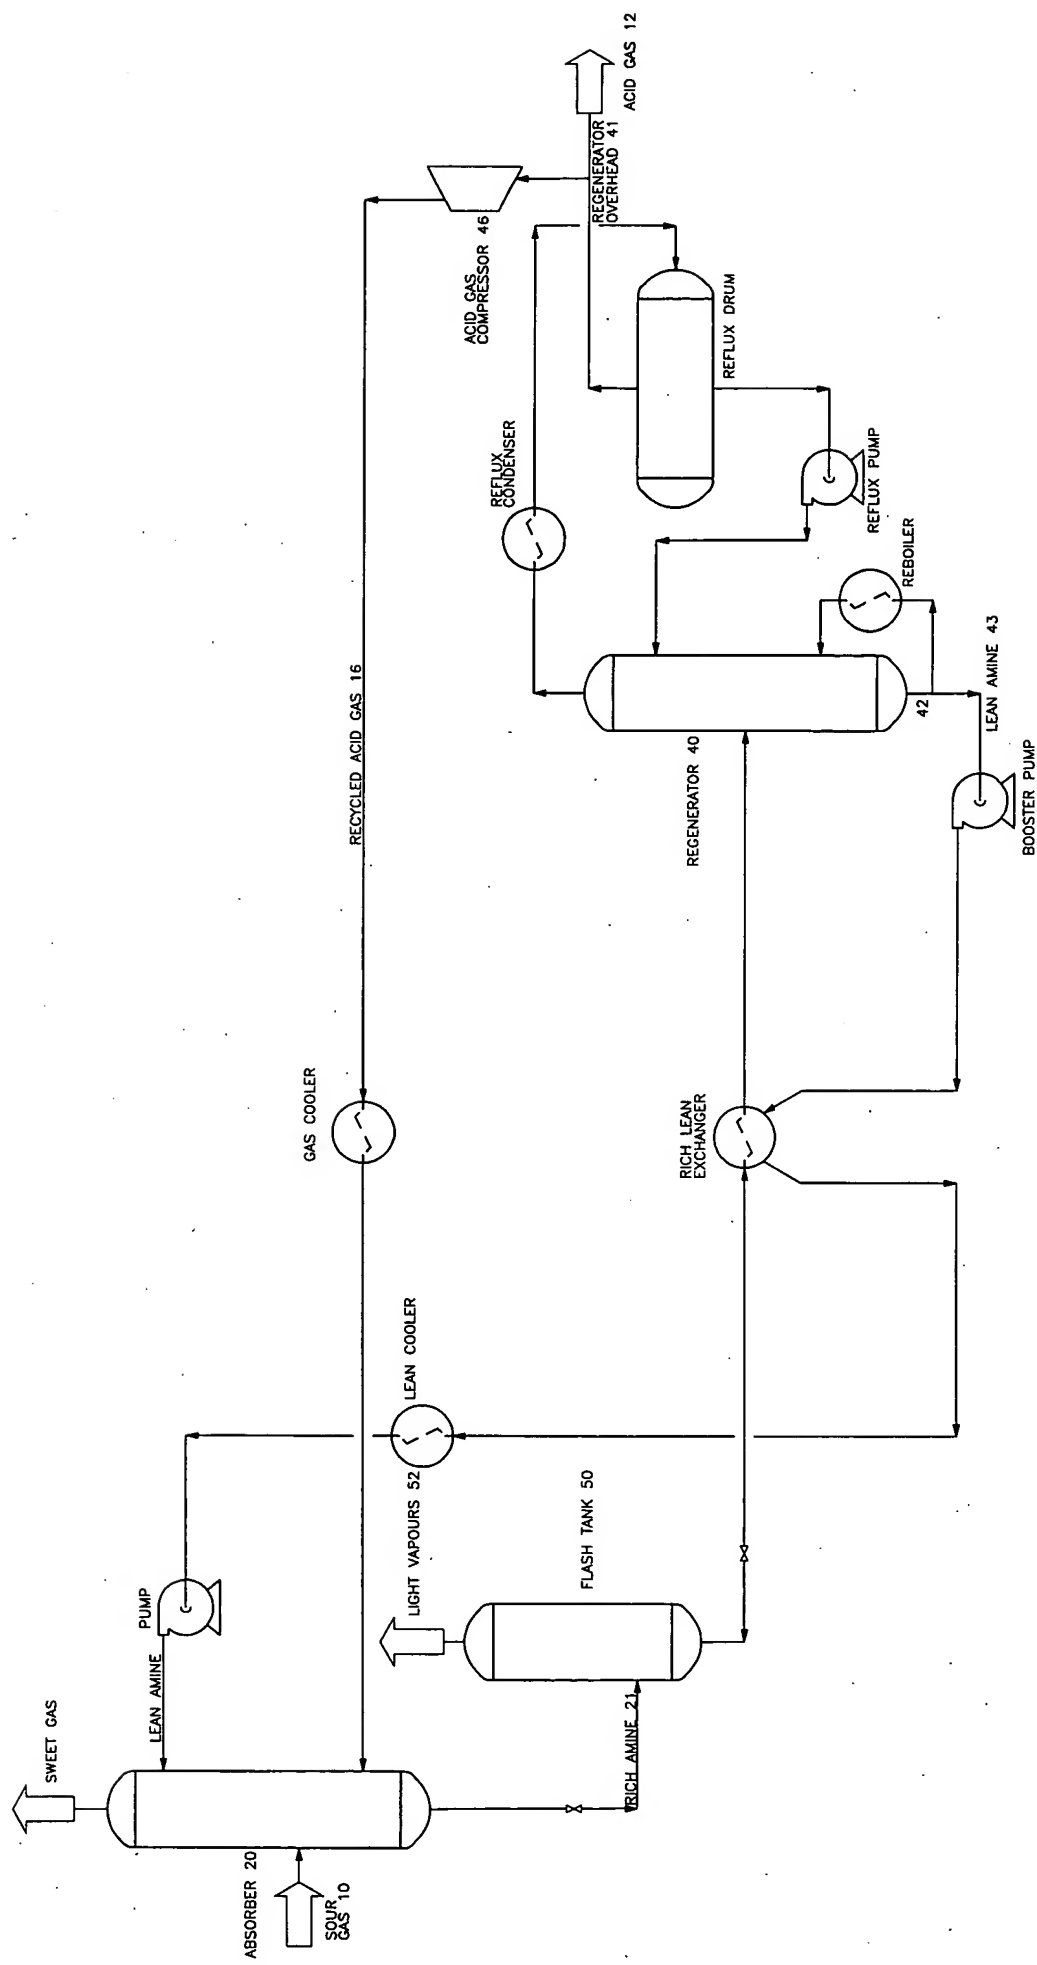 SWEET GAS
ABSORBER 20
SOUR
GAS 10
LEAN AMINE
PUMP
RICH AMINE 21
LIGHT VAPOURS 52
FLASH TANK 50
LEAN COOLER
GAS COOLER
RICH LEAN
EXCHANGER
RECYCLED ACID GAS 16
REGENERATOR 40
42
LEAN AMINE 43
BOOSTER PUMP
REBOILER
REFLUX
CONDENSER
REFLUX PUMP
REFLUX DRUM
ACID GAS
COMPRESSOR 46
REGENERATOR
OVERHEAD 41
ACID GAS 12